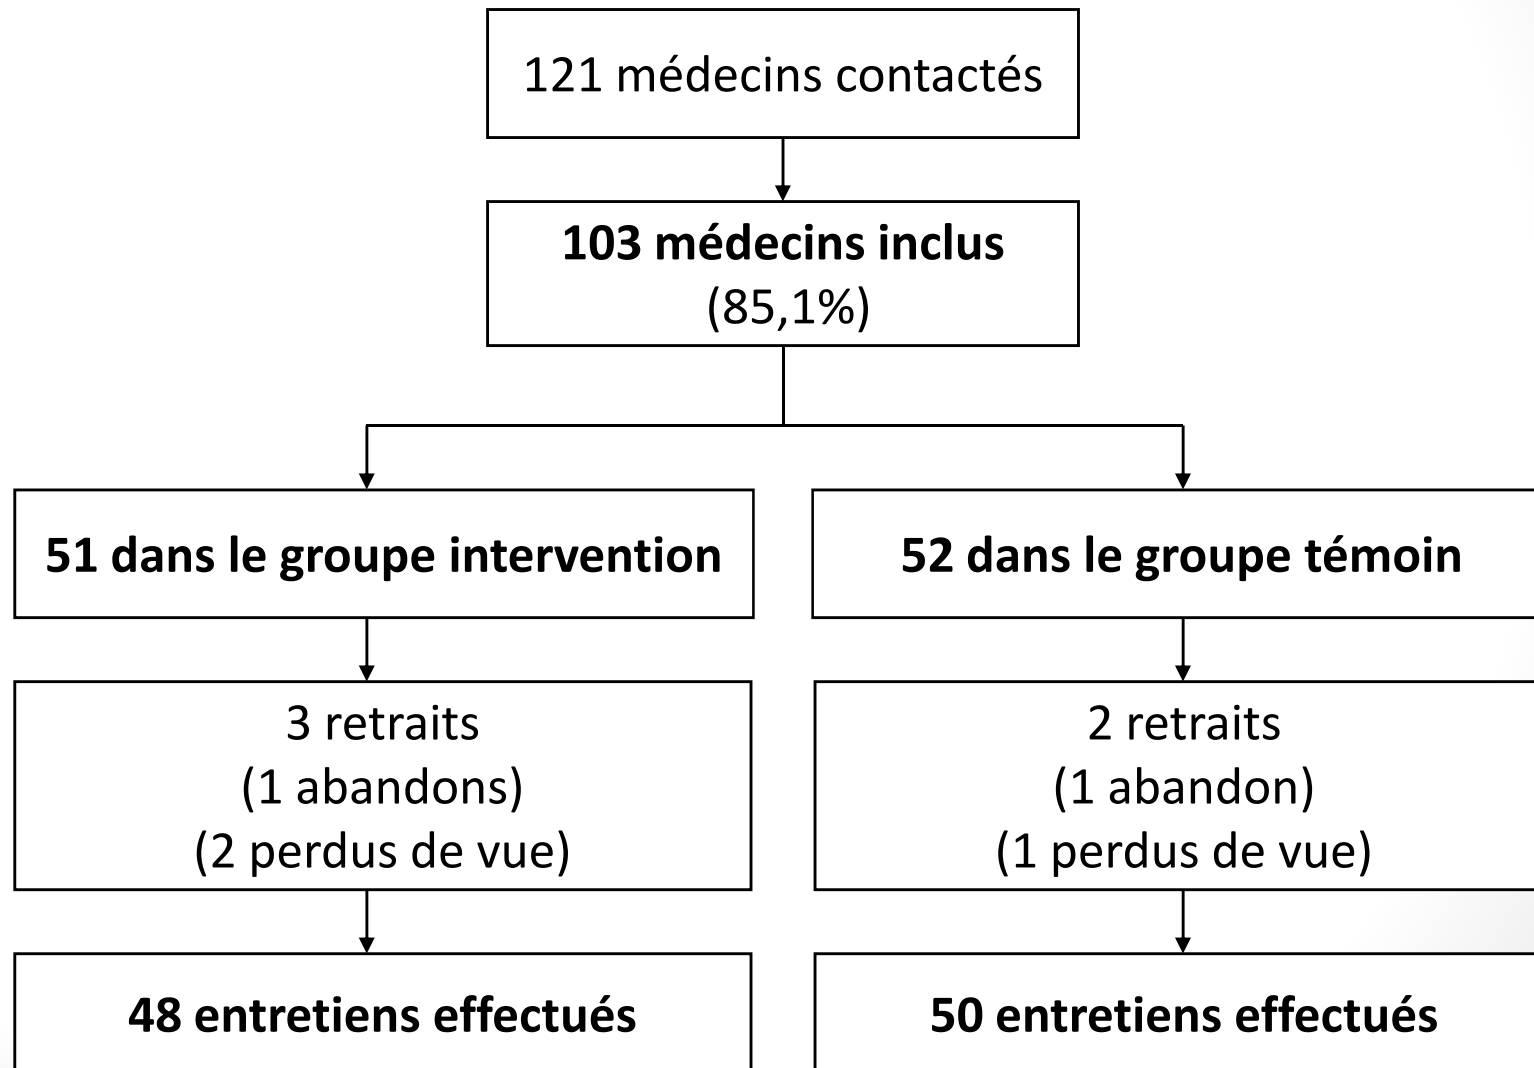 121 médecins contactés
103 médecins inclus
(85,1%)
51 dans le groupe intervention
52 dans le groupe témoin
3 retraits
(1 abandons)
(2 perdus de vue)
2 retraits
(1 abandon)
(1 perdus de vue)
48 entretiens effectués
50 entretiens effectués